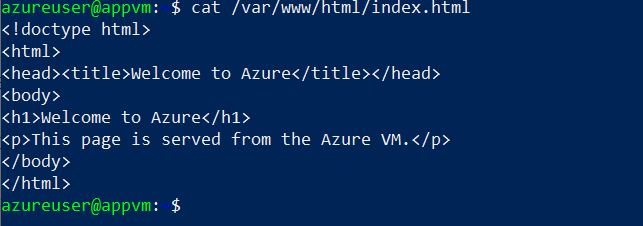 azureuser@appvm:~$ cat /var/www/html/index.html
<!doctype html>
<html>
<head><title>Welcome to Azure</title></head>
<body>
<h1>Welcome to Azure</h1>
<p>This page is served from the Azure VM.</p>
</body>
</html>
azureuser@appvm:~$